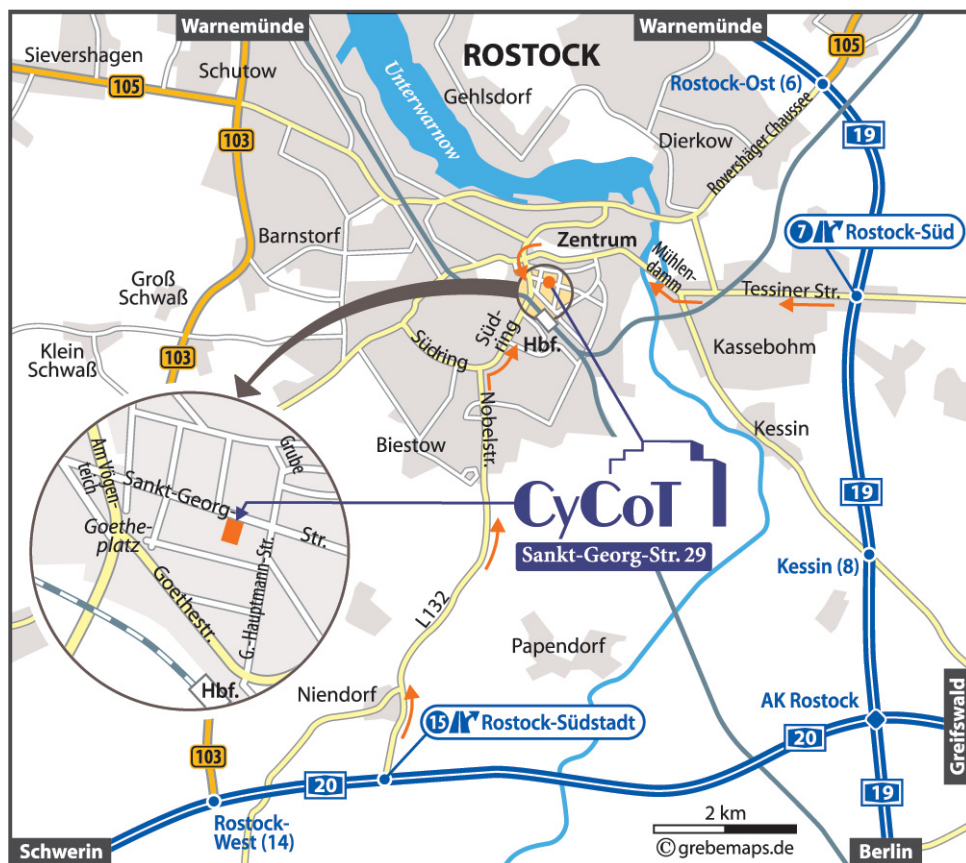 Warnemünde
Warnemünde
Sievershagen
103
Schutow
ROSTOCK
105
105
Unterwarnow
Gehlsdorf
Rostock-Ost (6)
19
103
Dierkow
Rovershäger Chaussee
Barnstorf
Zentrum
Mühlen-
damm
7 Rostock-Süd
Groß
Schwaß
Tessiner Str.
Klein
Schwaß
103
Südring
Süd-
ring
Hbf.
Kassebohm
Nobelstr.
Biestow
Kessin
Grube
Am Vögen-
teich
Sankt-Georg-
Str.
Goethe-
platz
CyCoT
Sankt-Georg-Str. 29
19
Goethestr.
G.-Hauptmann-Str.
Kessin (8)
L132
Papendorf
Hbf.
Niendorf
AK Rostock
Greifswald
15 Rostock-Südstadt
20
103
20
19
Rostock-
West (14)
2 km
Schwerin
© grebemaps.de
Berlin